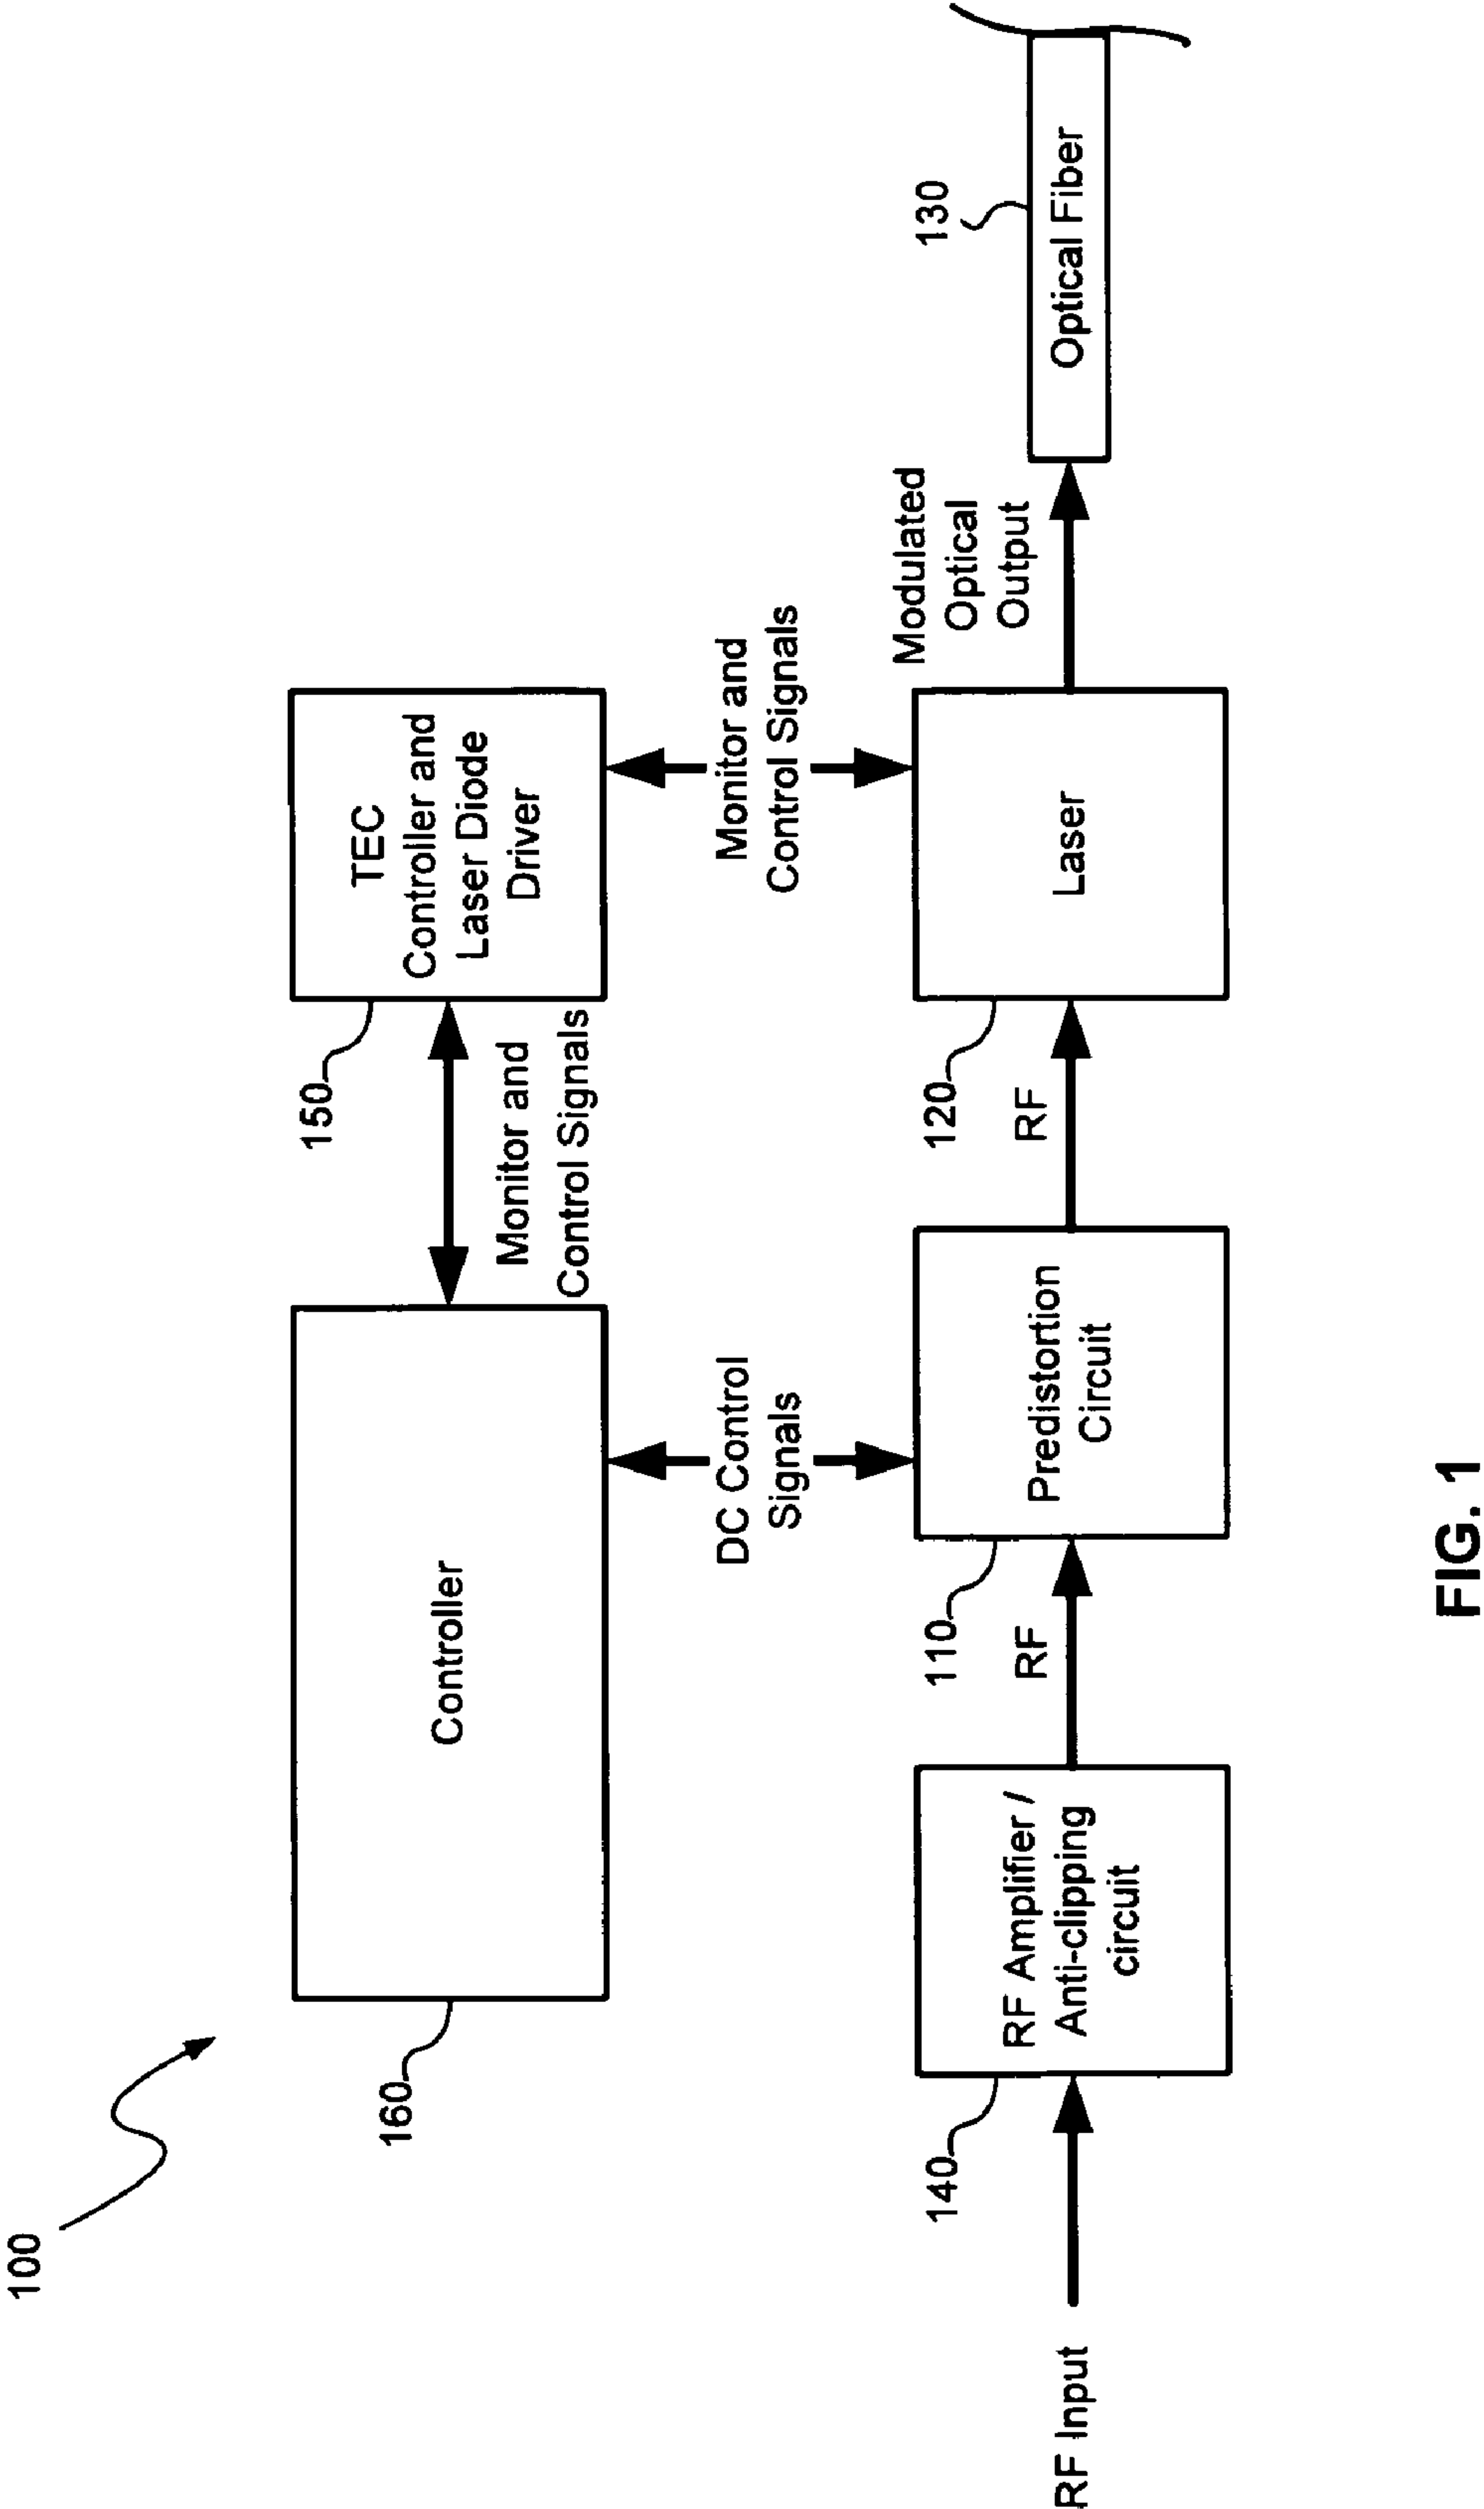 100
160
Controller
Monitor and
Control Signals
150
TEC
Controller and
Laser Diode
Driver
DC Control
Signals
Monitor and
Control Signals
RF Input
140
RF Amplifier /
Anti-clipping
circuit
RF
110
Predistortion
Circuit
RF
120
Laser
Modulated
Optical
Output
130
Optical Fiber
FIG. 1